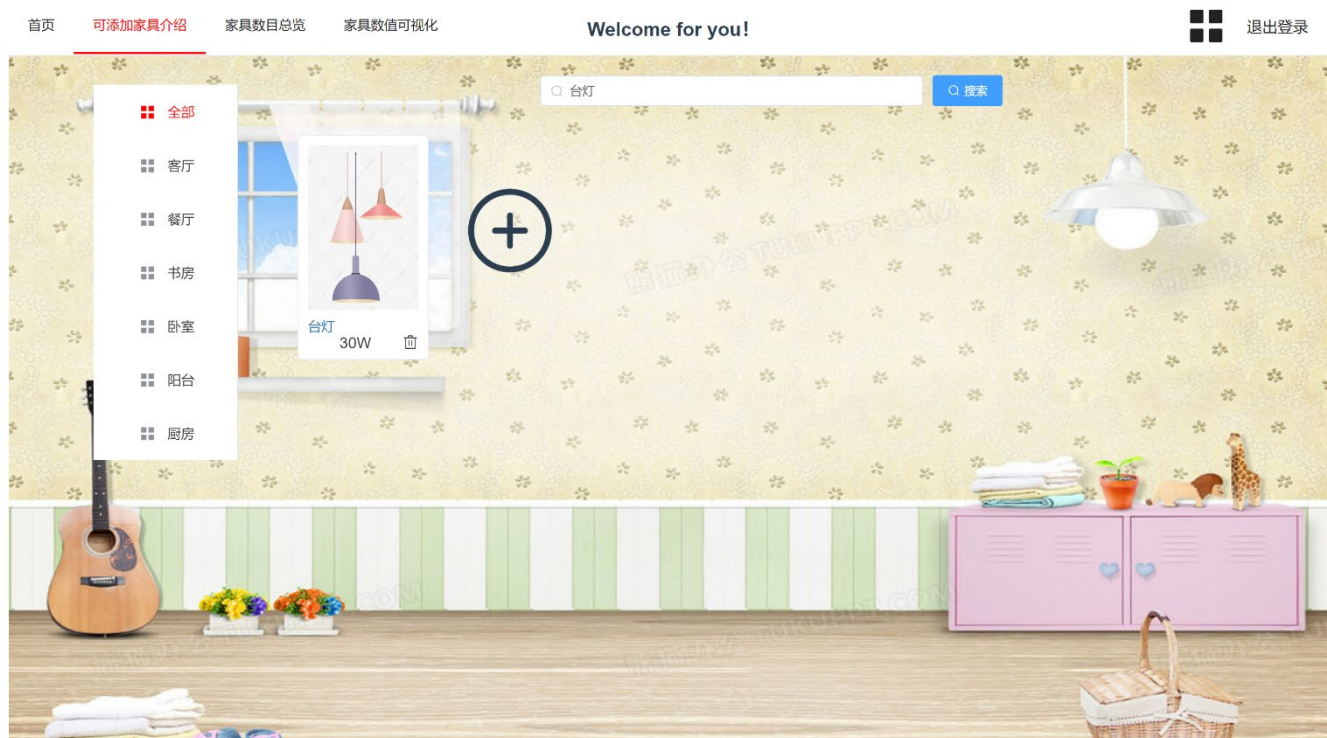 首页 可添加家具介绍 家具数目总览 家具数值可视化 Welcome for you! 退出登录
台灯 搜索
全部
客厅
餐厅
书房
卧室
阳台
厨房
台灯
30W